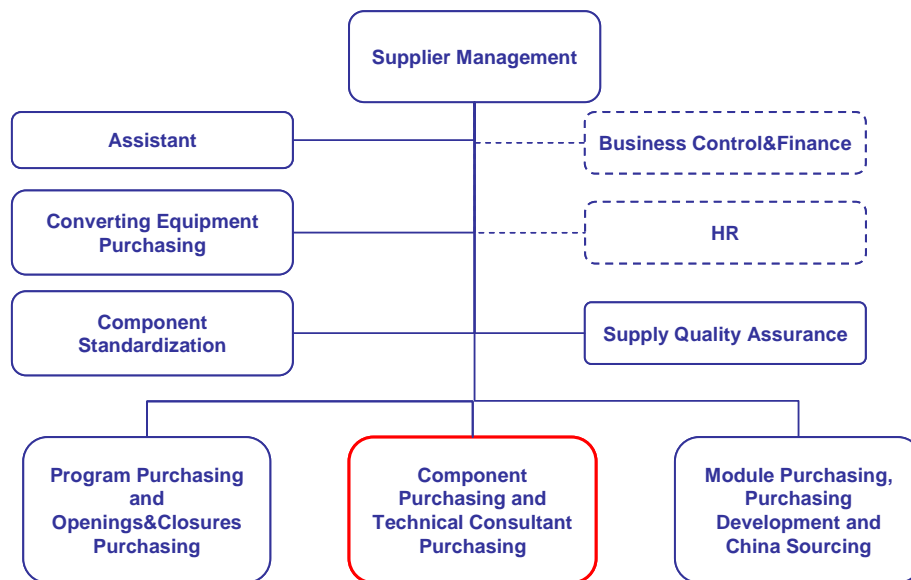 Supplier Management
Assistant
Business Control&Finance
Converting Equipment
Purchasing
HR
Component
Standardization
Supply Quality Assurance
Program Purchasing
and
Openings&Closures
Purchasing
Component
Purchasing and
Technical Consultant
Purchasing
Module Purchasing,
Purchasing
Development and
China Sourcing